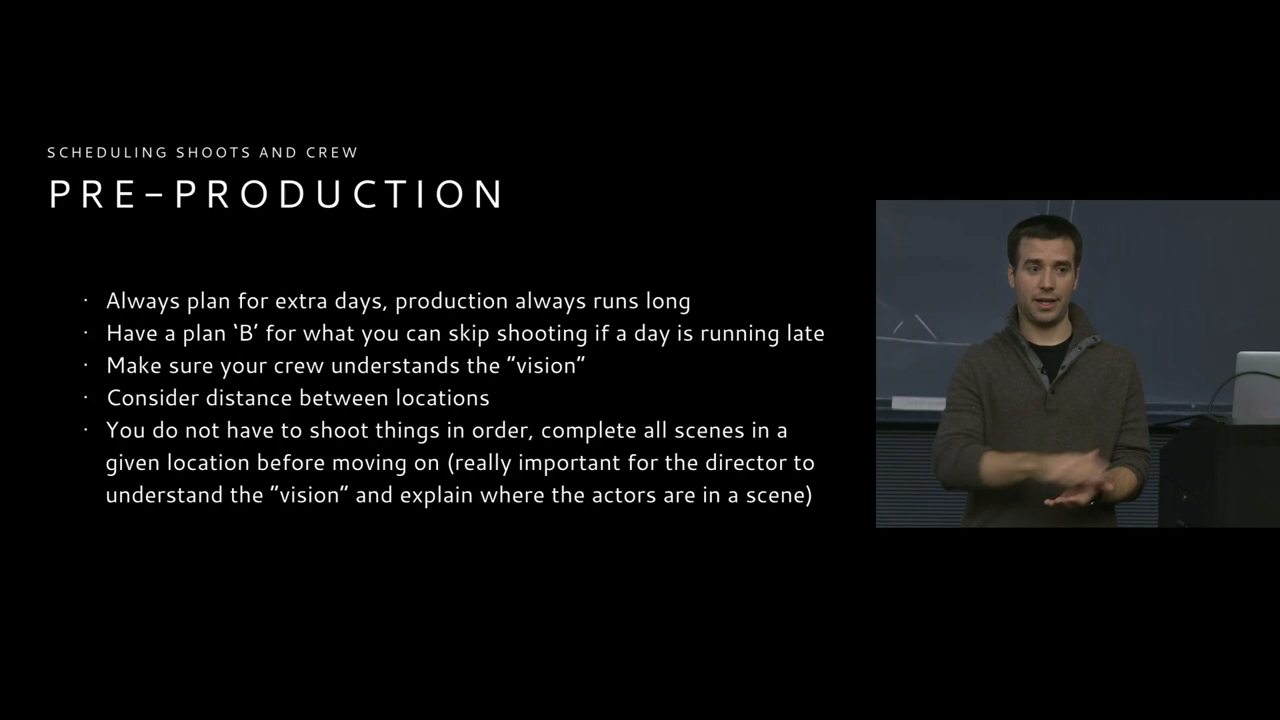 SCHEDULING SHOOTS AND CREW
PRE-PRODUCTION
· Always plan for extra days, production always runs long
· Have a plan ‘B’ for what you can skip shooting if a day is running late
· Make sure your crew understands the “vision”
· Consider distance between locations
· You do not have to shoot things in order, complete all scenes in a
given location before moving on (really important for the director to
understand the “vision” and explain where the actors are in a scene)